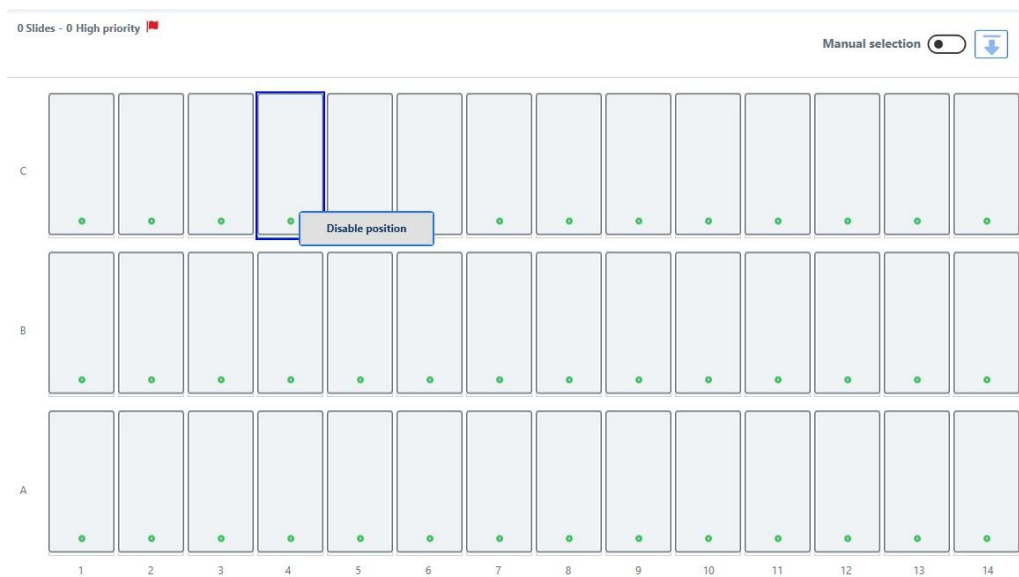 0 Slides - 0 High priority
Manual selection
C
Disable position
B
A
1 2 3 4 5 6 7 8 9 10 11 12 13 14